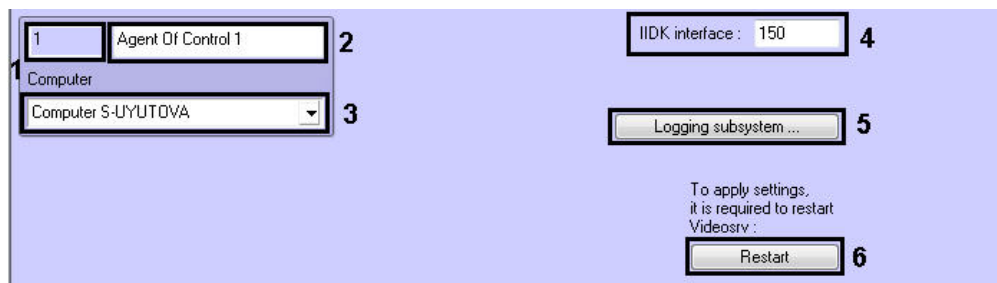 1
Agent Of Control 1
2
1
Computer
Computer S-UYUTOVA
3
IIDK interface :
150
4
Logging subsystem ...
5
To apply settings,
it is required to restart
Videosrv :
Restart
6